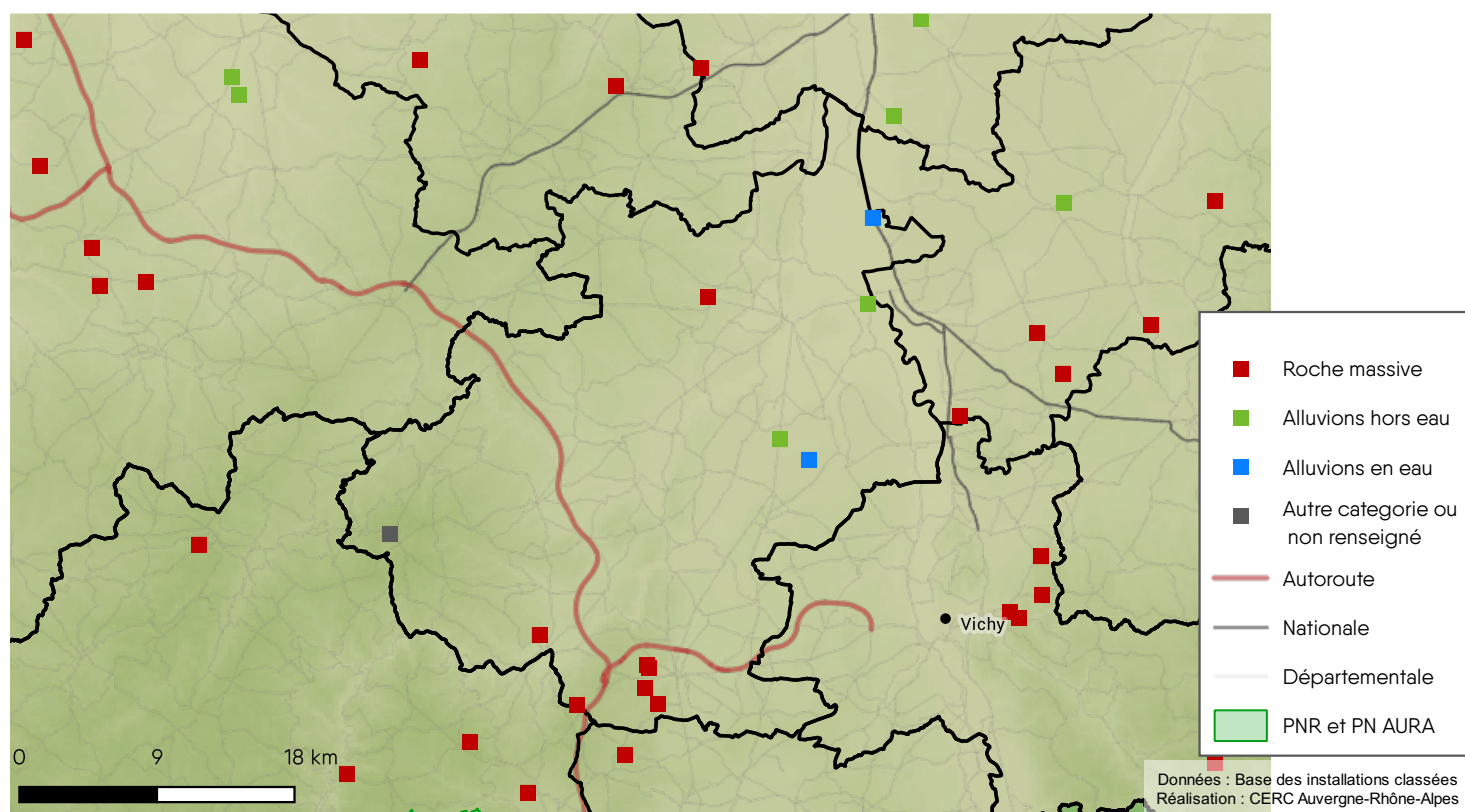 Roche massive
Alluvions hors eau
Alluvions en eau
Autre categorie ou
non renseigné
Autoroute
Vichy
Nationale
Départementale
PNR et PN AURA
0 9 18 km
Données : Base des installations classées
Réalisation : CERC Auvergne-Rhône-Alpes